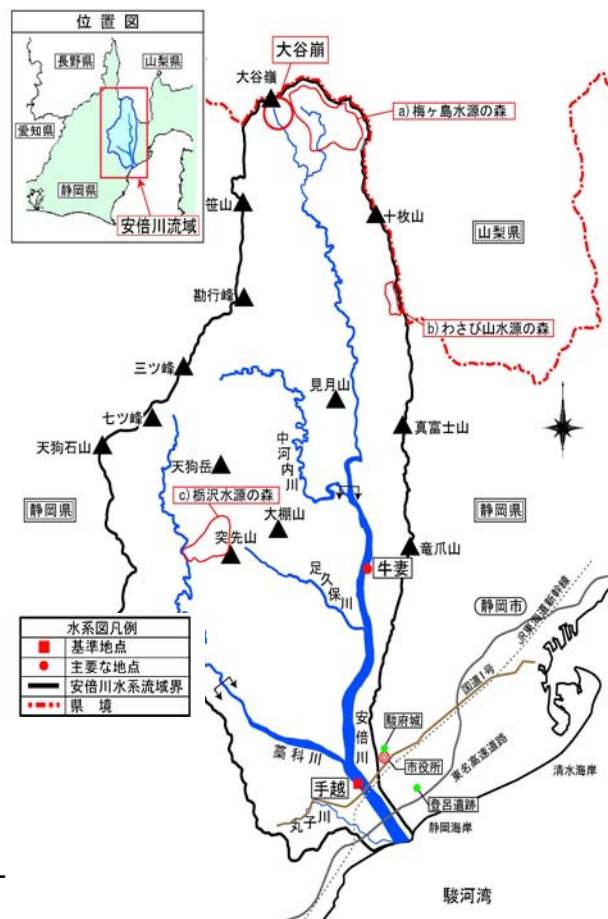 位置図
長野県
山梨県
愛知県
静岡県
安倍川流域
大谷崩
大谷嶺
a)梅ヶ島水源の森
笹山
十枚山
山梨県
勘行峰
b)わさび山水源の森
三ツ峰
見月山
七ツ峰
真富士山
天狗石山
中河内川
天狗岳
c)栃沢水源の森
静岡県
静岡県
大棚山
突先山
竜爪山
牛妻
足久保川
静岡市
JR東海道新幹線
水系図凡例
基準地点
主要な地点
安倍川水系流域界
県境
国道1号
安倍川
駿府城
藁科川
市役所
東名高速道路
清水海岸
手越
登呂遺跡
丸子川
静岡海岸
駿河湾